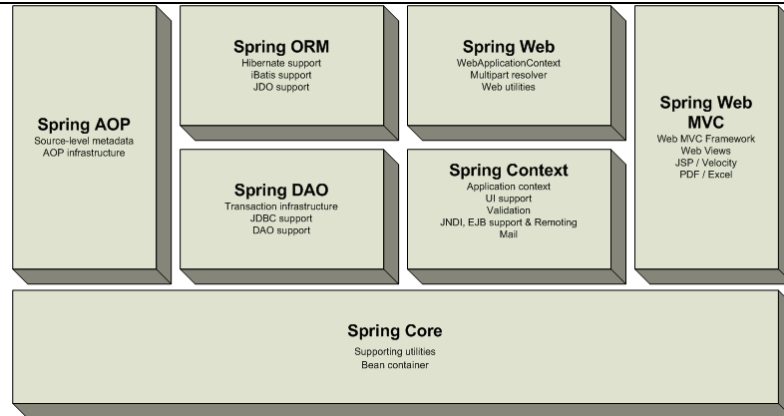 Spring AOP
Source-level metadata
AOP infrastructure
Spring ORM
Hibernate support
iBatis support
JDO support
Spring Web
WebApplicationContext
Multipart resolver
Web utilities
Spring Web
MVC
Web MVC Framework
Web Views
JSP / Velocity
PDF / Excel
Spring DAO
Transaction infrastructure
JDBC support
DAO support
Spring Context
Application context
UI support
Validation
JNDI, EJB support & Remoting
Mail
Spring Core
Supporting utilities
Bean container